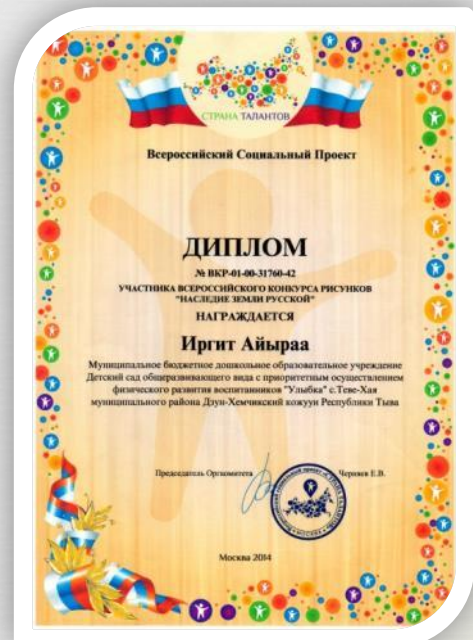 СТРАНА ТАЛАНТОВ
Всероссийский Социальный Проект
ДИПЛОМ
№ ВКР-01-00-31760-42
УЧАСТНИКА ВСЕРОССИЙСКОГО КОНКУРСА РИСУНКОВ
"НАСЛЕДИЕ ЗЕМЛИ РУССКОЙ"
НАГРАЖДАЕТСЯ
Иргит Айыраа
Муниципальное бюджетное дошкольное образовательное учреждение
Детский сад общеразвивающего вида с приоритетным осуществлением
физического развития воспитанников "Улыбка" с.Теве-Хая
муниципального района Дзун-Хемчикский кожуун Республики Тыва
Председатель Оргкомитета Черняев Е.В.
Москва 2014